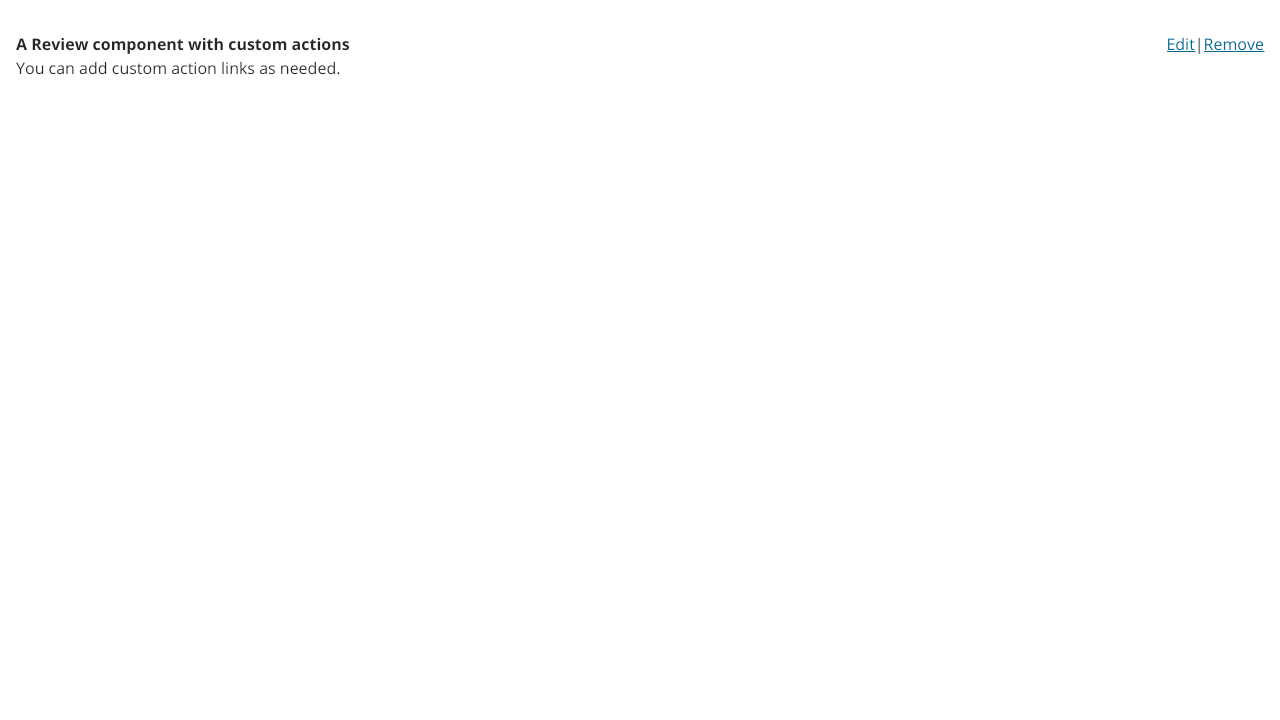 A Review component with custom actions
Edit|Remove
You can add custom action links as needed.